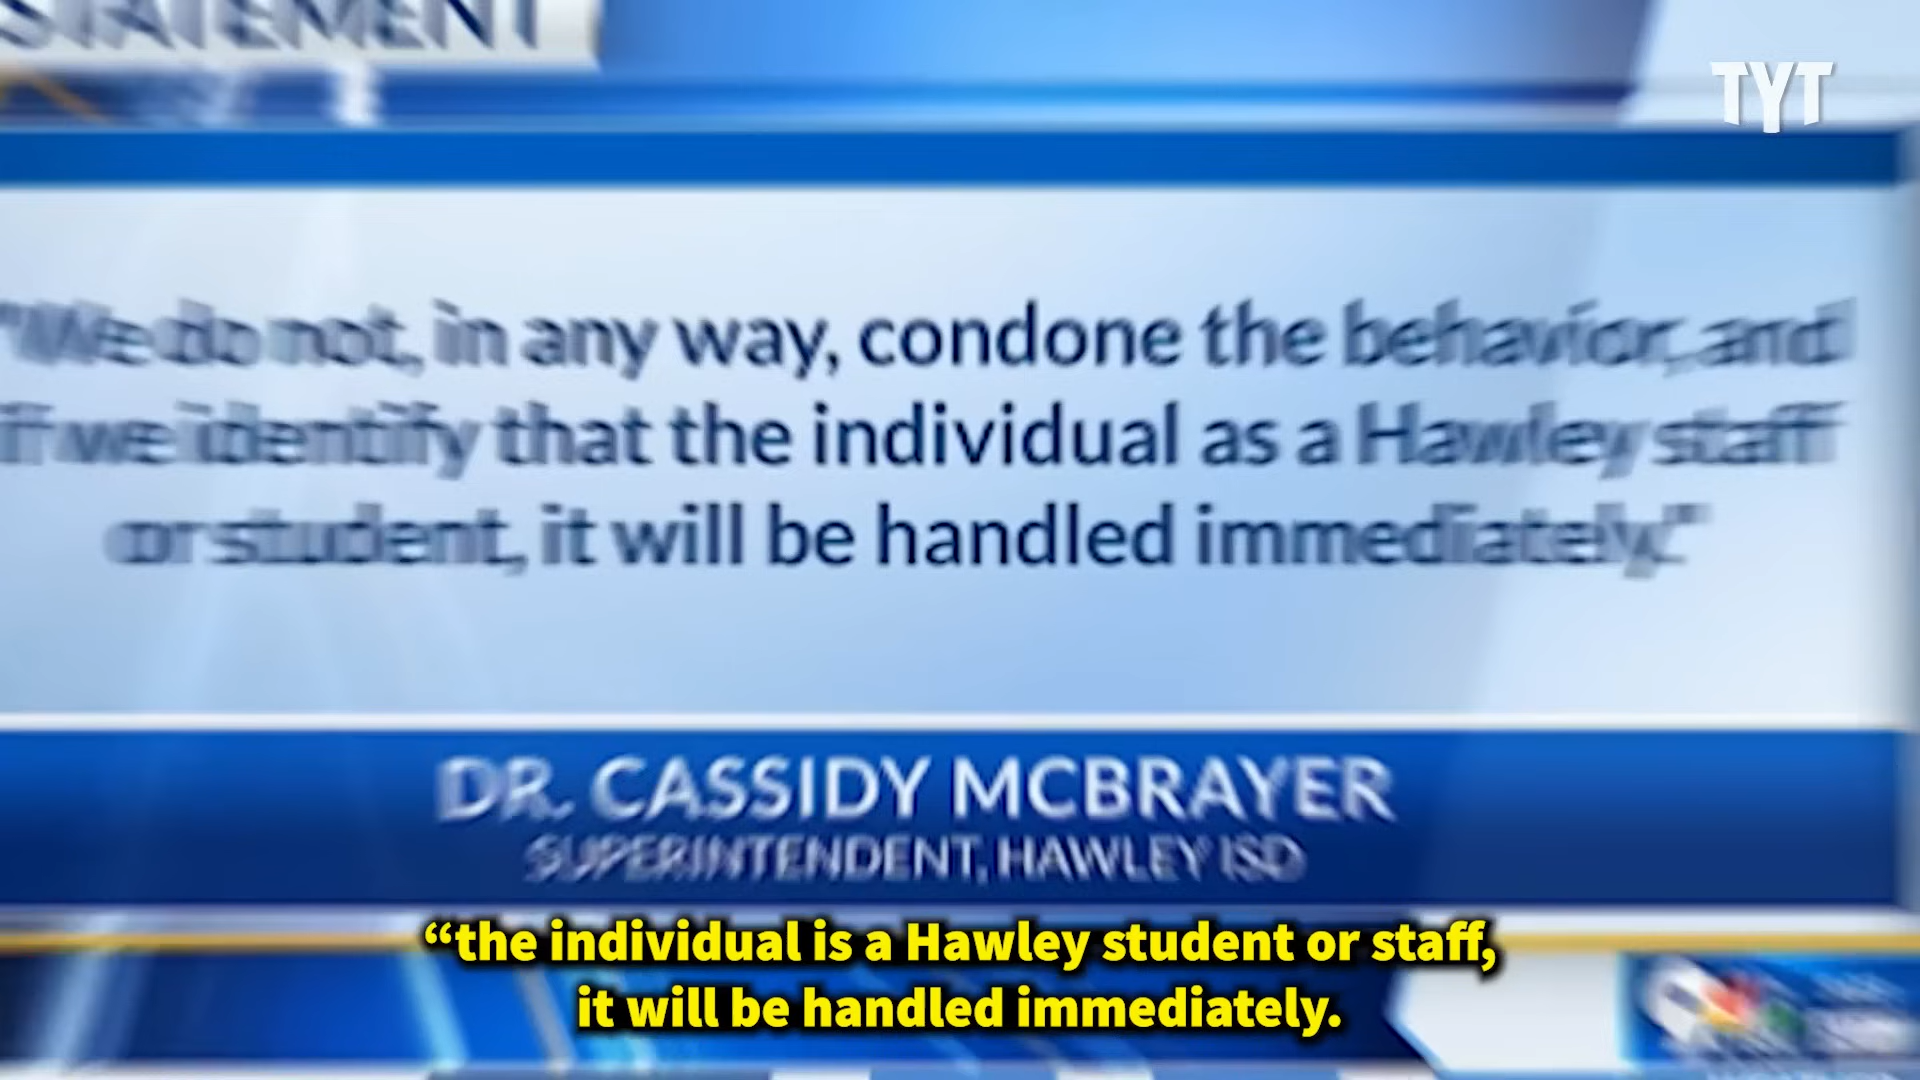 STATEMENT
TYT
"We do not, in any way, condone the behavior, and
if we identify that the individual as a Hawley staff
or student, it will be handled immediately."
DR. CASSIDY MCBRAYER
SUPERINTENDENT, HAWLEY ISD
“the individual is a Hawley student or staff,
it will be handled immediately.